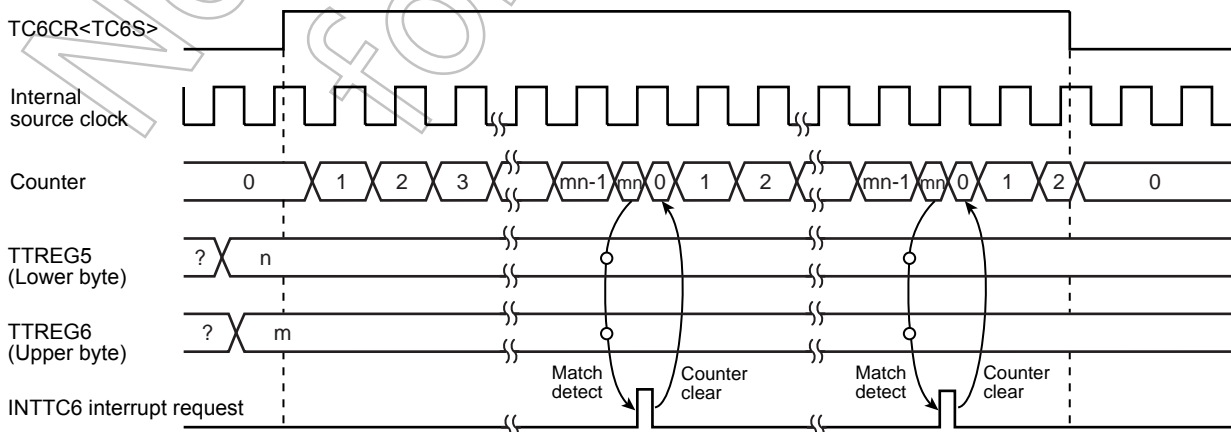 TC6CR<TC6S>
Internal
source clock
Counter 0 1 2 3 mn-1 mn 0 1 2 mn-1 mn 0 1 2 0
TTREG5
(Lower byte)
? n
TTREG6
(Upper byte)
? m
Match
detect
Counter
clear
Match
detect
Counter
clear
INTTC6 interrupt request